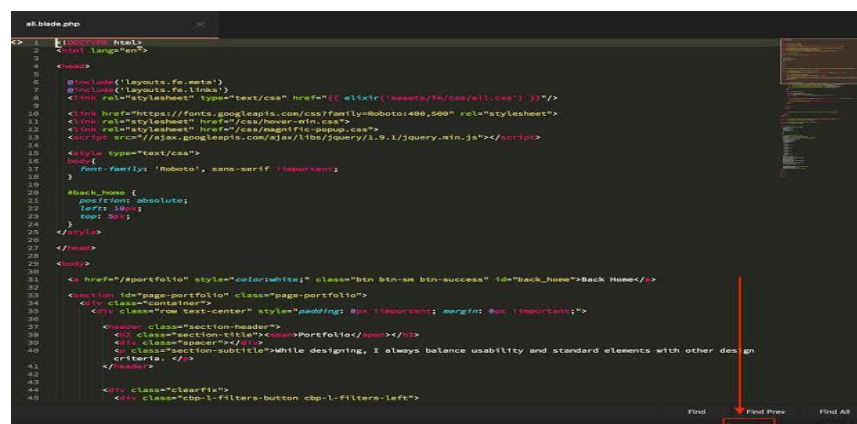 all.blade.php
<> 1 <!DOCTYPE html>
2 <html lang="en">
3
4 <head>
5
6 @include('layouts.fe.meta')
7 @include('layouts.fe.links')
8 <link rel="stylesheet" type="text/css" href="{{ elixir('assets/fe/css/all.css') }}"/>
9
10 <link href="https://fonts.googleapis.com/css?family=Roboto:400,500" rel="stylesheet">
11 <link rel="stylesheet" href="/css/hover-min.css">
12 <link rel="stylesheet" href="/css/magnific-popup.css">
13 <script src="//ajax.googleapis.com/ajax/libs/jquery/1.9.1/jquery.min.js"></script>
14
15 <style type="text/css">
16 body{
17 font-family: 'Roboto', sans-serif !important;
18 }
19
20 #back_home {
21 position: absolute;
22 left: 10px;
23 top: 5px;
24 }
25 </style>
26
27 </head>
28
29 <body>
30
31 <a href="/#portfolio" style="color:white;" class="btn btn-sm btn-success" id="back_home">Back Home</a>
32
33 <section id="page-portfolio" class="page-portfolio">
34 <div class="container">
35 <div class="row text-center" style="padding: 0px !important; margin: 0px !important;">
36
37 <header class="section-header">
38 <h2 class="section-title"><span>Portfolio</span></h2>
39 <div class="spacer"></div>
40 <p class="section-subtitle">While designing, I always balance usability and standard elements with other design
criteria. </p>
41 </header>
42
43
44 <div class="clearfix">
45 <div class="cbp-l-filters-button cbp-l-filters-left">
Find Find Prev Find All